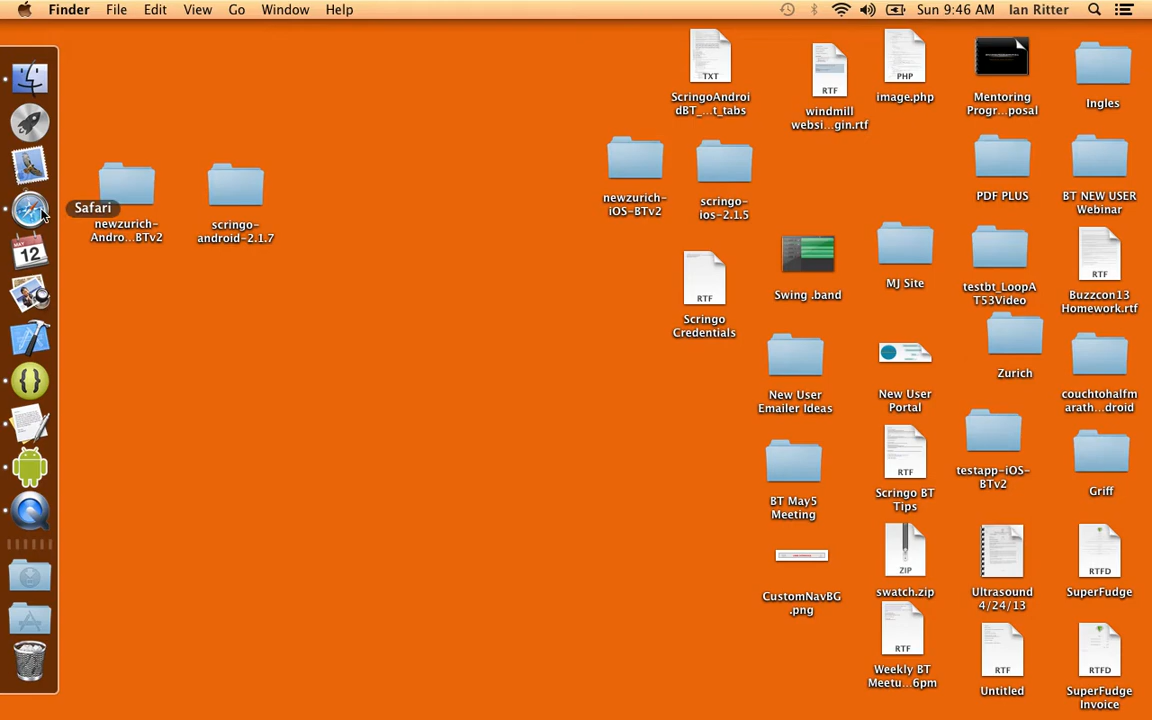 Finder File Edit View Go Window Help
Sun 9:46 AM Ian Ritter
Safari
MAY
12
newzurich-
Andro...BTv2
scringo-
android-2.1.7
TXT
ScringoAndroi
dBT_...t_tabs
RTF
windmill
websi...gin.rtf
PHP
image.php
Mentoring
Progr...posal
Ingles
newzurich-
iOS-BTv2
scringo-
ios-2.1.5
PDF PLUS
BT NEW USER
Webinar
RTF
Scringo
Credentials
Swing .band
MJ Site
testbt_LoopA
T53Video
RTF
Buzzcon13
Homework.rtf
New User
Emailer Ideas
New User
Portal
Zurich
couchtohalfm
arath...droid
BT May5
Meeting
RTF
Scringo BT
Tips
testapp-iOS-
BTv2
Griff
CustomNavBG
.png
ZIP
swatch.zip
Ultrasound
4/24/13
RTFD
SuperFudge
RTF
Weekly BT
Meetu...6pm
RTF
Untitled
RTFD
SuperFudge
Invoice